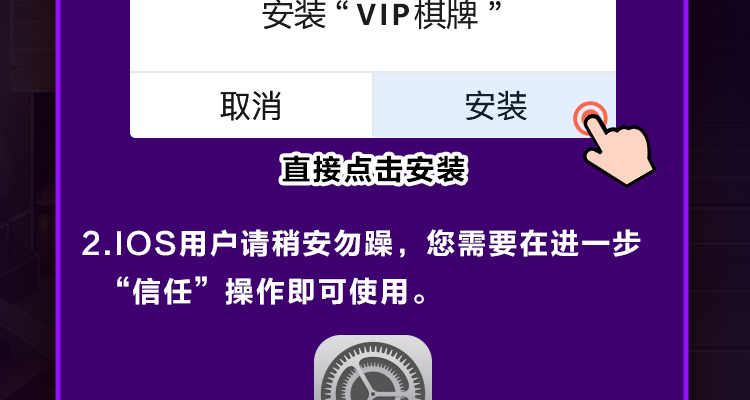 安装“VIP棋牌”
取消
安装
直接点击安装
2.IOS用户请稍安勿躁，您需要在进一步
“信任”操作即可使用。